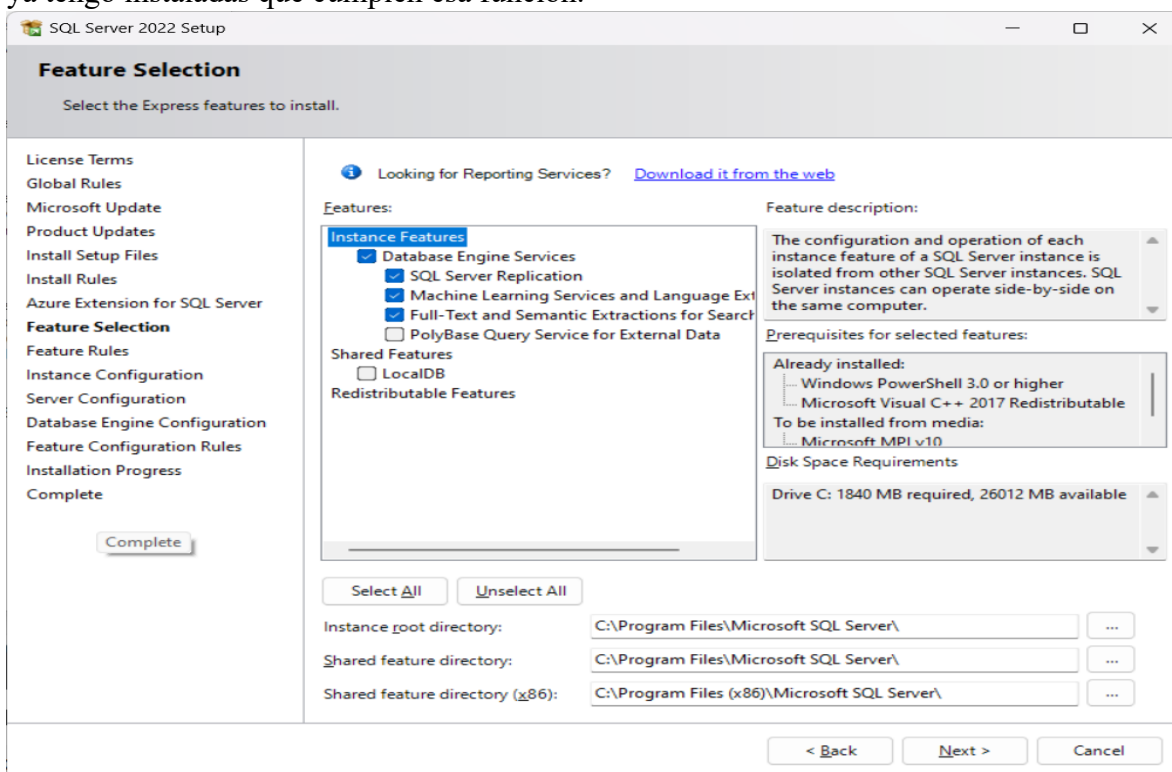 ya tengo instaladas que cumplen esa función.
SQL Server 2022 Setup
Feature Selection
Select the Express features to install.
License Terms
Global Rules
Microsoft Update
Product Updates
Install Setup Files
Install Rules
Azure Extension for SQL Server
Feature Selection
Feature Rules
Instance Configuration
Server Configuration
Database Engine Configuration
Feature Configuration Rules
Installation Progress
Complete
Complete
Looking for Reporting Services? Download it from the web
Features:
Instance Features
Database Engine Services
SQL Server Replication
Machine Learning Services and Language Ext
Full-Text and Semantic Extractions for Search
PolyBase Query Service for External Data
Shared Features
LocalDB
Redistributable Features
Feature description:
The configuration and operation of each
instance feature of a SQL Server instance is
isolated from other SQL Server instances. SQL
Server instances can operate side-by-side on
the same computer.
Prerequisites for selected features:
Already installed:
Windows PowerShell 3.0 or higher
Microsoft Visual C++ 2017 Redistributable
To be installed from media:
Microsoft MPI v10
Disk Space Requirements
Drive C: 1840 MB required, 26012 MB available
Select All
Unselect All
Instance root directory: C:\Program Files\Microsoft SQL Server\ ...
Shared feature directory: C:\Program Files\Microsoft SQL Server\ ...
Shared feature directory (x86): C:\Program Files (x86)\Microsoft SQL Server\ ...
< Back
Next >
Cancel